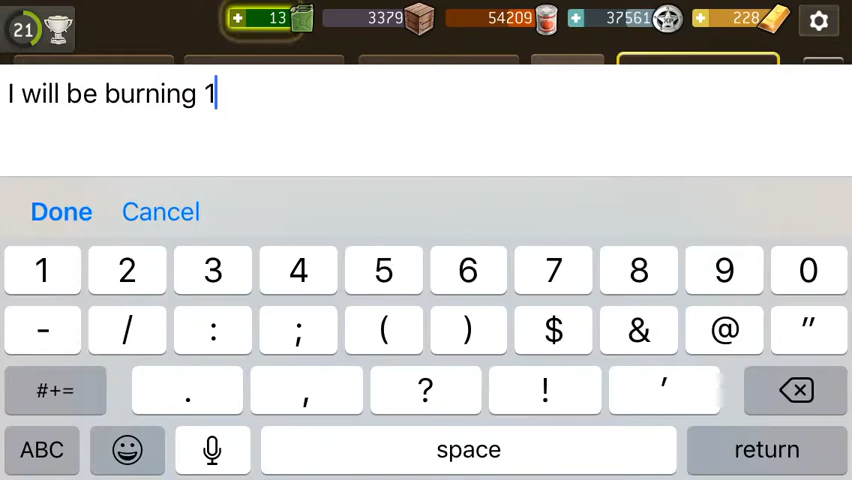 21
13
3379
54209
37561
228
I will be burning 1
Done Cancel
1 2 3 4 5 6 7 8 9 0
- / : ; ( ) $ & @ "
#+= . , ? ! '
ABC space return